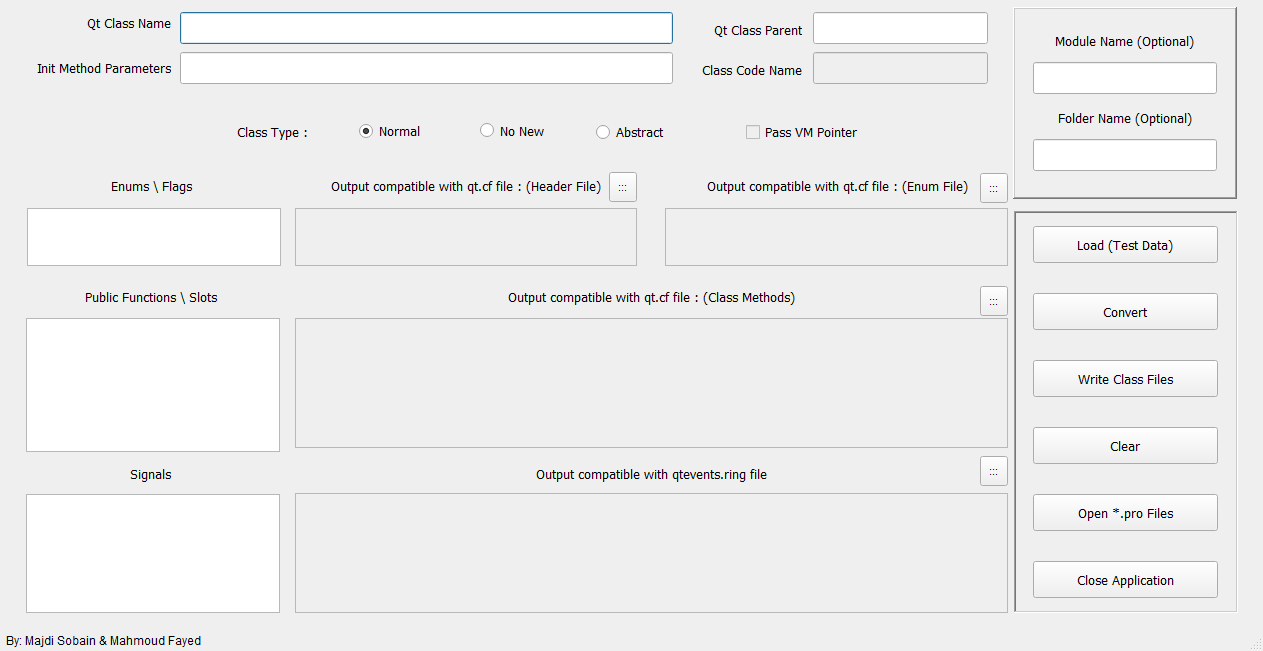 Qt Class Name
Qt Class Parent
Module Name (Optional)
Init Method Parameters
Class Code Name
Folder Name (Optional)
Class Type :
Normal
No New
Abstract
Pass VM Pointer
Enums \ Flags
Output compatible with qt.cf file : (Header File)
:::
Output compatible with qt.cf file : (Enum File)
:::
Public Functions \ Slots
Output compatible with qt.cf file : (Class Methods)
:::
Signals
Output compatible with qtevents.ring file
:::
Load (Test Data)
Convert
Write Class Files
Clear
Open *.pro Files
Close Application
By: Majdi Sobain & Mahmoud Fayed